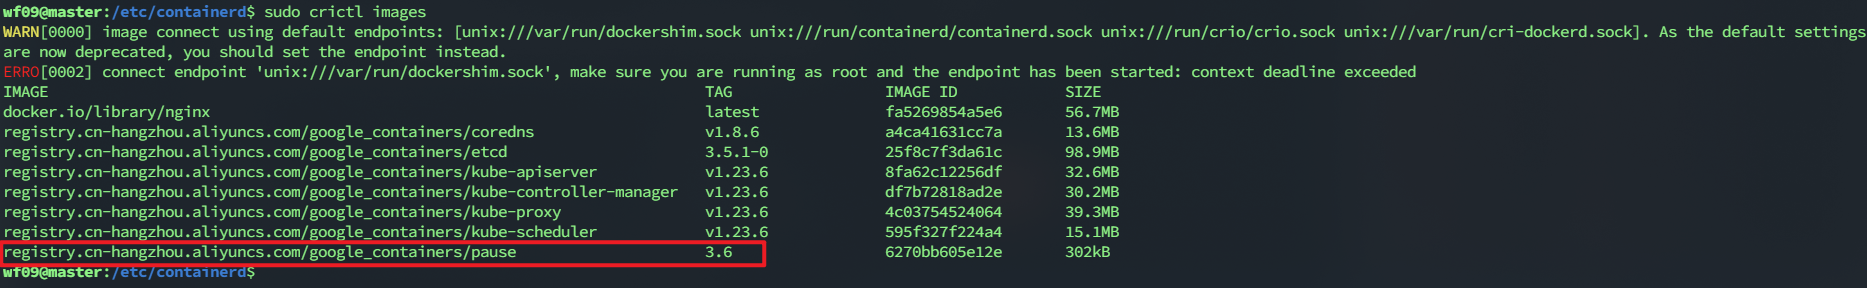 wf09@master:/etc/containerd$ sudo crictl images
WARN[0000] image connect using default endpoints: [unix:///var/run/dockershim.sock unix:///run/containerd/containerd.sock unix:///run/crio/crio.sock unix:///var/run/cri-dockerd.sock]. As the default settings
are now deprecated, you should set the endpoint instead.
ERRO[0002] connect endpoint 'unix:///var/run/dockershim.sock', make sure you are running as root and the endpoint has been started: context deadline exceeded
IMAGE TAG IMAGE ID SIZE
docker.io/library/nginx latest fa5269854a5e6 56.7MB
registry.cn-hangzhou.aliyuncs.com/google_containers/coredns v1.8.6 a4ca41631cc7a 13.6MB
registry.cn-hangzhou.aliyuncs.com/google_containers/etcd 3.5.1-0 25f8c7f3da61c 98.9MB
registry.cn-hangzhou.aliyuncs.com/google_containers/kube-apiserver v1.23.6 8fa62c12256df 32.6MB
registry.cn-hangzhou.aliyuncs.com/google_containers/kube-controller-manager v1.23.6 df7b72818ad2e 30.2MB
registry.cn-hangzhou.aliyuncs.com/google_containers/kube-proxy v1.23.6 4c03754524064 39.3MB
registry.cn-hangzhou.aliyuncs.com/google_containers/kube-scheduler v1.23.6 595f327f224a4 15.1MB
registry.cn-hangzhou.aliyuncs.com/google_containers/pause 3.6 6270bb605e12e 302kB
wf09@master:/etc/containerd$